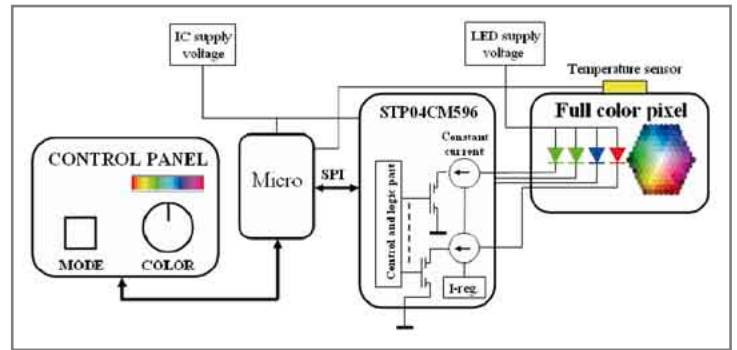 IC supply
voltage
LED supply
voltage
Temperature sensor
STP04CM596
Full color pixel
Constant
current
CONTROL PANEL
Micro
SPI
Control and logic part
MODE
COLOR
I-reg.